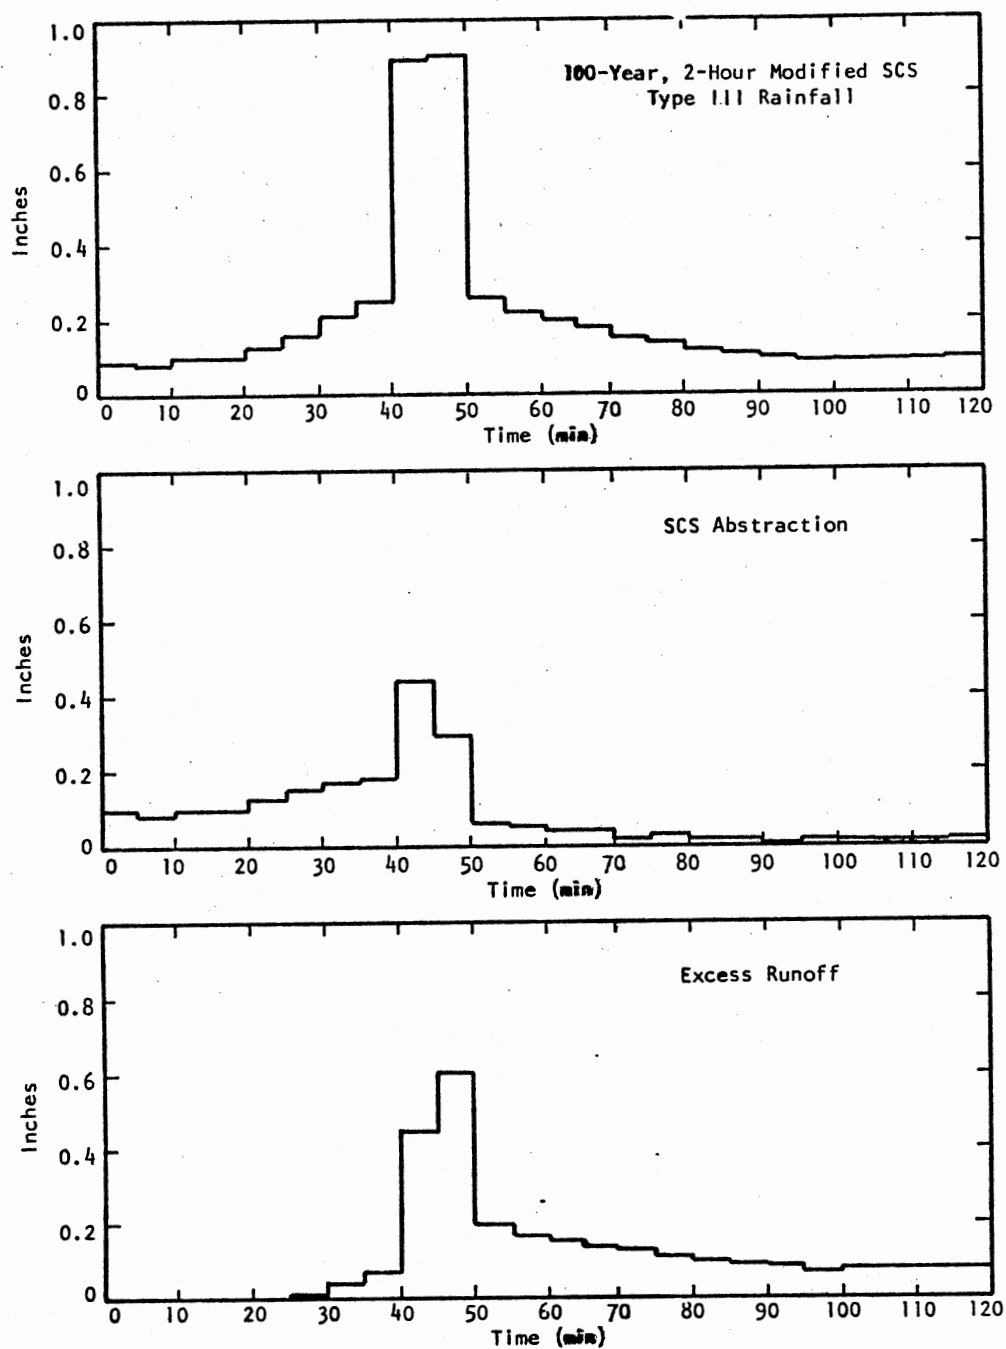 1.0
100-Year, 2-Hour Modified SCS
Type III Rainfall
0.8
0.6
Inches
0.4
0.2
0
0 10 20 30 40 50 60 70 80 90 100 110 120
Time (min)
1.0
SCS Abstraction
0.8
0.6
Inches
0.4
0.2
0
0 10 20 30 40 50 60 70 80 90 100 110 120
Time (min)
1.0
Excess Runoff
0.8
0.6
Inches
0.4
0.2
0
0 10 20 30 40 50 60 70 80 90 100 110 120
Time (min)